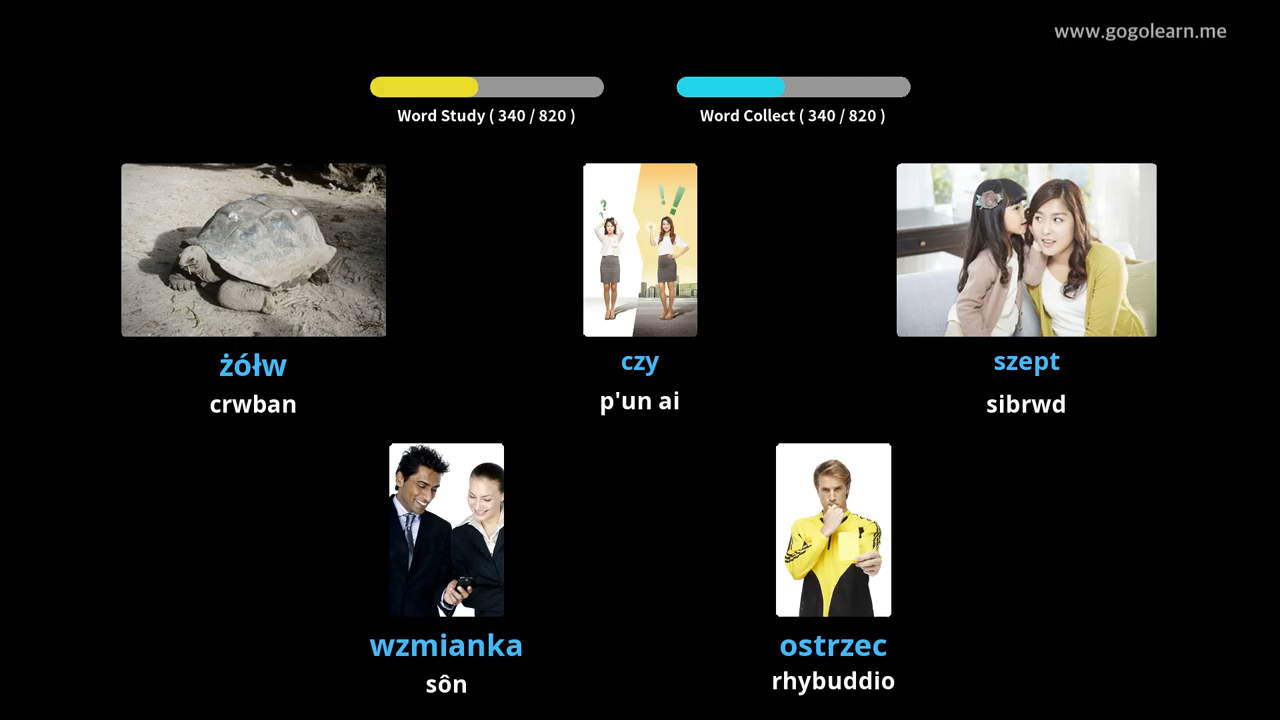 www.gogolearn.me
Word Study ( 340 / 820 )
Word Collect ( 340 / 820 )
żółw
czy
szept
crwban
p'un ai
sibrwd
wzmianka
ostrzec
sôn
rhybuddio